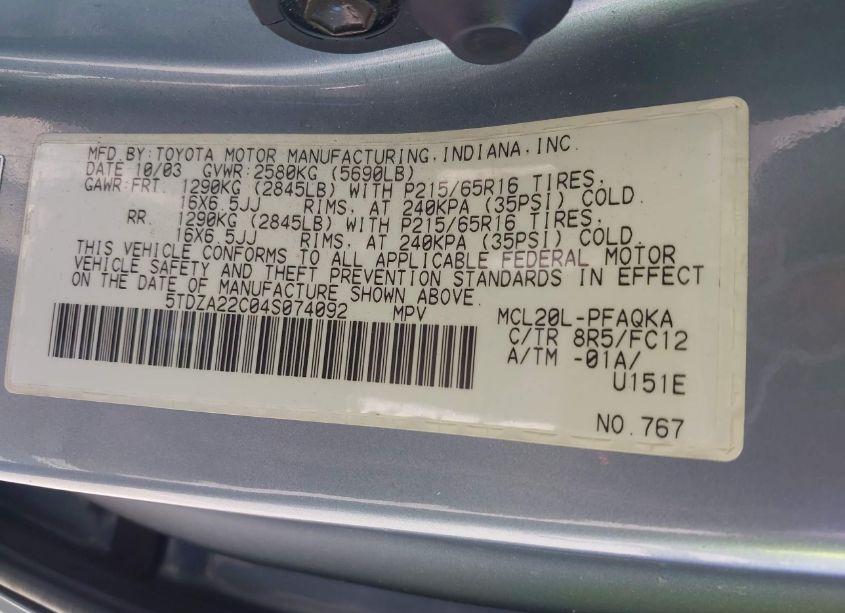 MFD.BY:TOYOTA MOTOR MANUFACTURING,INDIANA,INC.
DATE 10/03 GVWR:2580KG (5690LB)
GAWR:FRT. 1290KG (2845LB) WITH P215/65R16 TIRES,
16X6.5JJ RIMS, AT 240KPA (35PSI) COLD.
RR. 1290KG (2845LB) WITH P215/65R16 TIRES,
16X6.5JJ RIMS, AT 240KPA (35PSI) COLD.
THIS VEHICLE CONFORMS TO ALL APPLICABLE FEDERAL MOTOR
VEHICLE SAFETY AND THEFT PREVENTION STANDARDS IN EFFECT
ON THE DATE OF MANUFACTURE SHOWN ABOVE.
5TDZA22C04S074092 MPV MCL20L-PFAQKA
C/TR 8R5/FC12
A/TM -01A/
U151E
NO.767